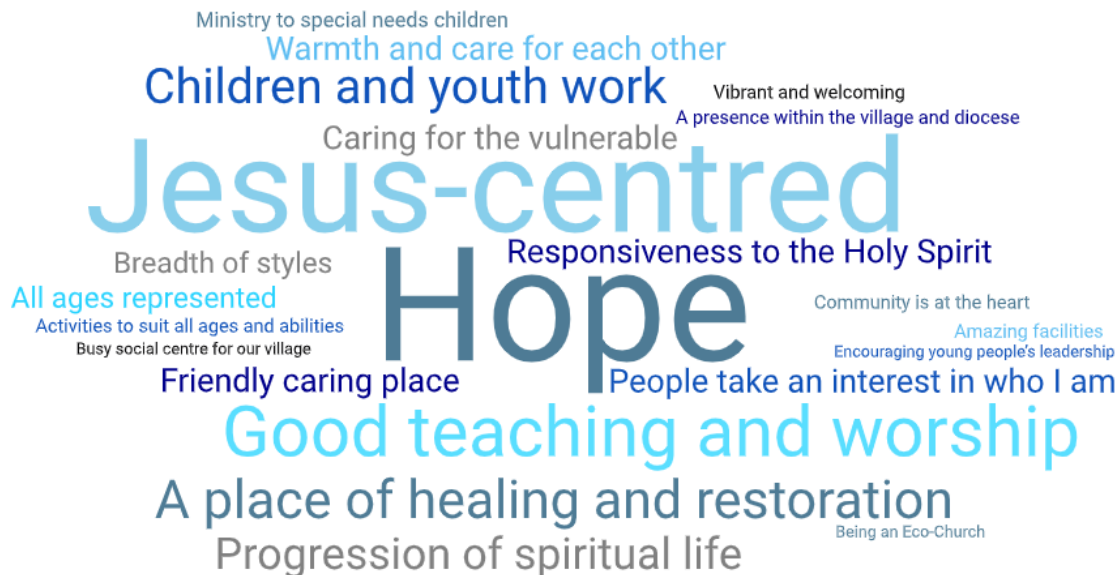 Ministry to special needs children
Warmth and care for each other
Children and youth work
Vibrant and welcoming
A presence within the village and diocese
Caring for the vulnerable
Jesus-centred
Responsiveness to the Holy Spirit
Breadth of styles
Hope
All ages represented
Community is at the heart
Activities to suit all ages and abilities
Amazing facilities
Busy social centre for our village
Encouraging young people's leadership
Friendly caring place
People take an interest in who I am
Good teaching and worship
A place of healing and restoration
Being an Eco-Church
Progression of spiritual life